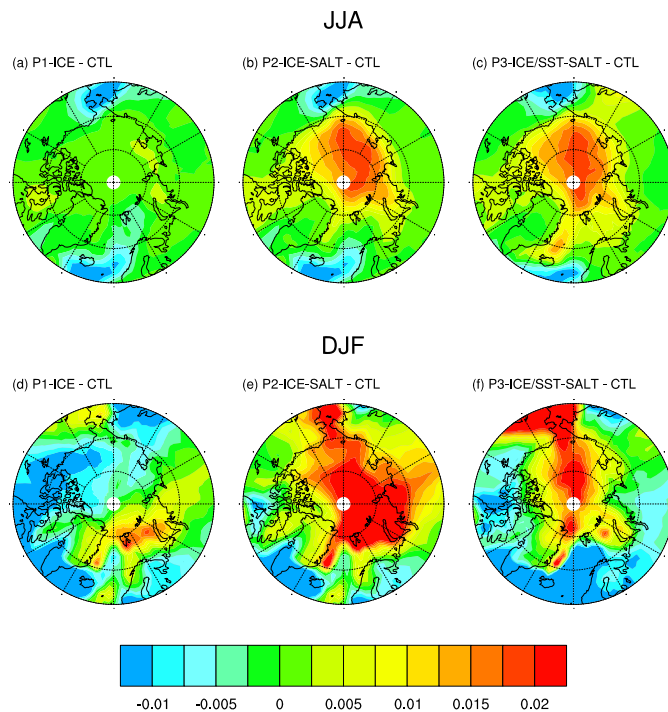 JJA
(a) P1-ICE - CTL
(b) P2-ICE-SALT - CTL
(c) P3-ICE/SST-SALT - CTL
DJF
(d) P1-ICE - CTL
(e) P2-ICE-SALT - CTL
(f) P3-ICE/SST-SALT - CTL
-0.01 -0.005 0 0.005 0.01 0.015 0.02